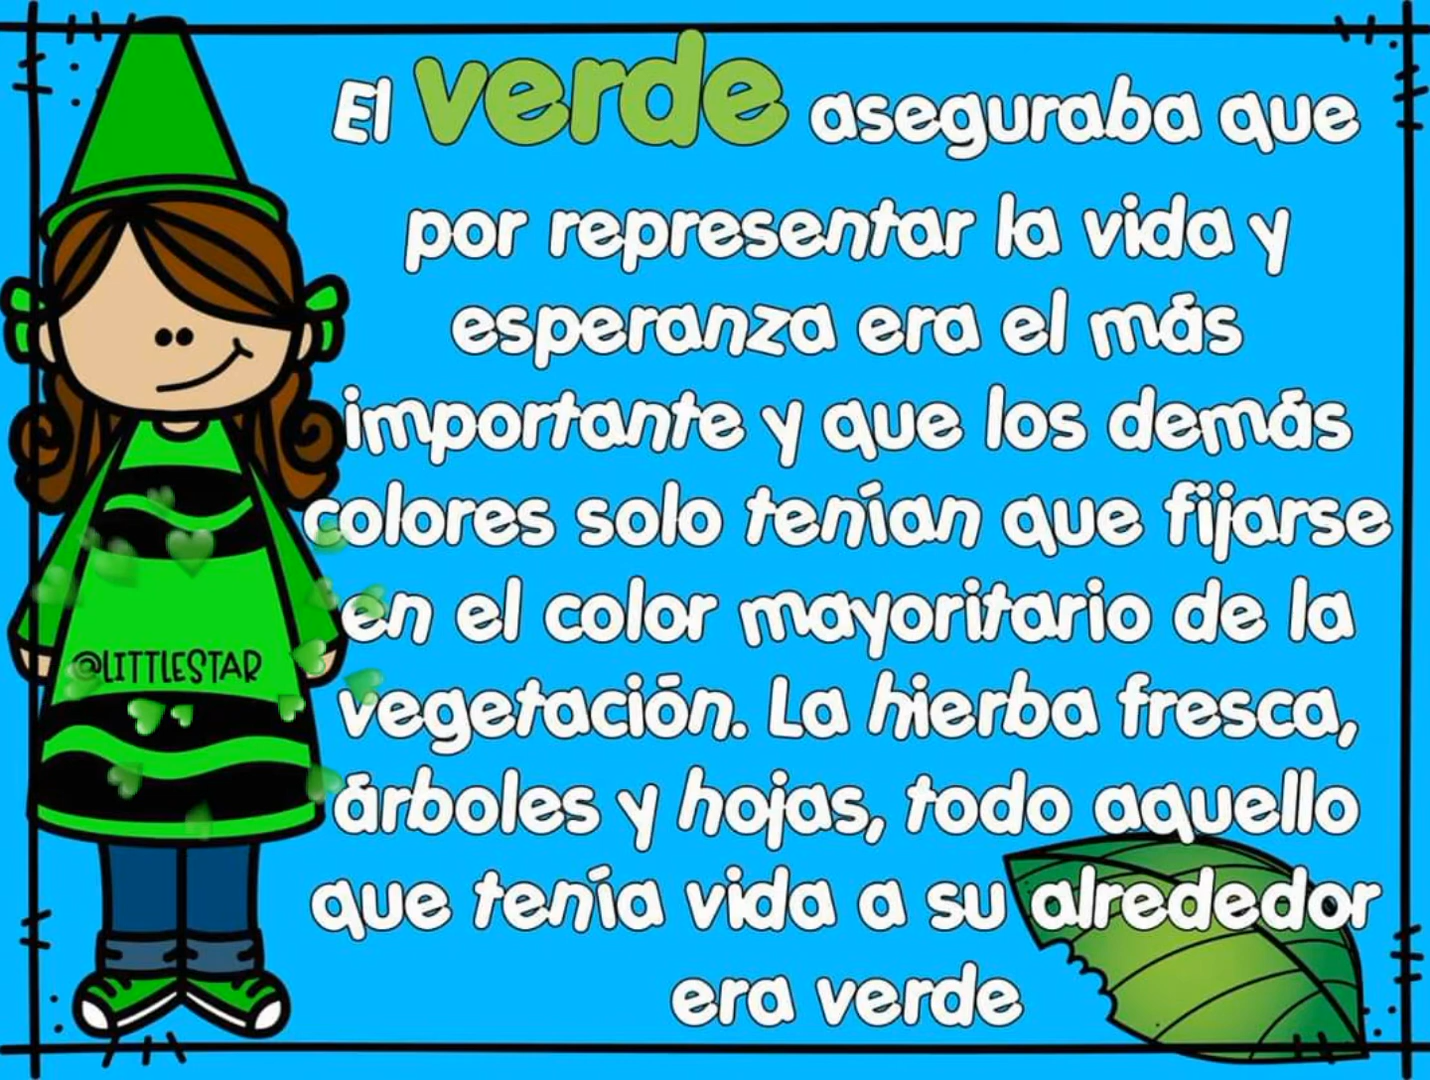 El verde aseguraba que
por representar la vida y
esperanza era el más
importante y que los demás
colores solo tenían que fijarse
en el color mayoritario de la
vegetación. La hierba fresca,
árboles y hojas, todo aquello
que tenía vida a su alrededor
era verde
@LITTLESTAR